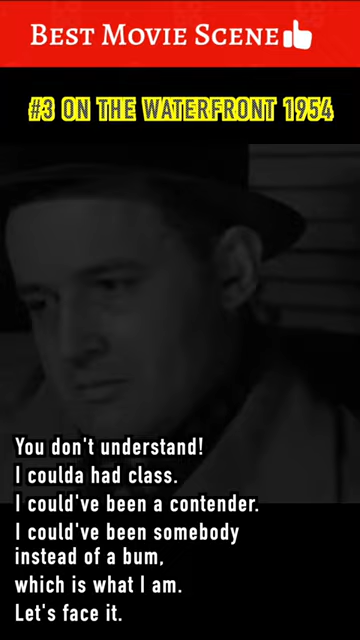 Best Movie Scene
#3 ON THE WATERFRONT 1954
You don't understand!
I coulda had class.
I could've been a contender.
I could've been somebody
instead of a bum,
which is what I am.
Let's face it.